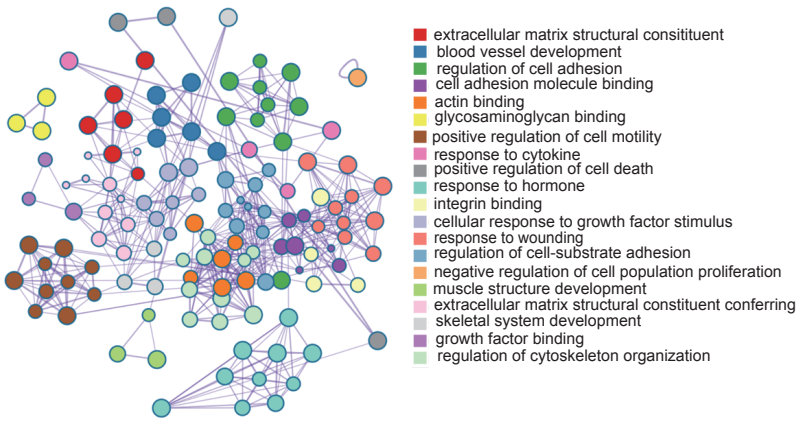 extracellular matrix structural consitituent
blood vessel development
regulation of cell adhesion
cell adhesion molecule binding
actin binding
glycosaminoglycan binding
positive regulation of cell motility
response to cytokine
positive regulation of cell death
response to hormone
integrin binding
cellular response to growth factor stimulus
response to wounding
regulation of cell-substrate adhesion
negative regulation of cell population proliferation
muscle structure development
extracellular matrix structural constituent conferring
skeletal system development
growth factor binding
regulation of cytoskeleton organization